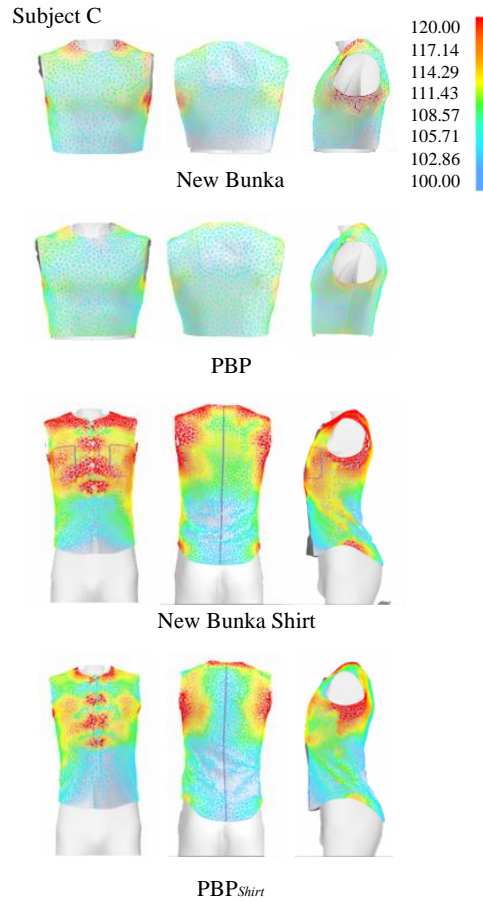 Subject C
120.00
117.14
114.29
111.43
108.57
105.71
102.86
100.00
New Bunka
PBP
New Bunka Shirt
PBPShirt